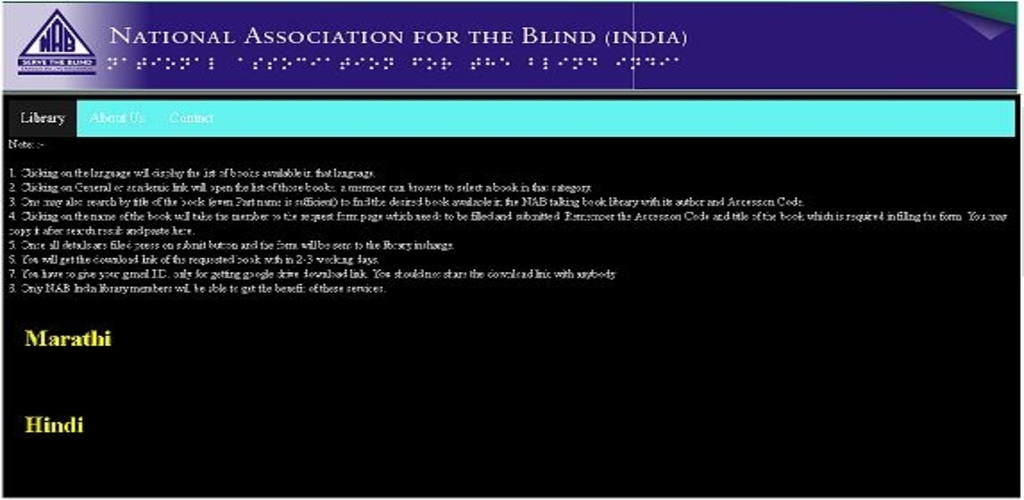 NAB
SERVE THE BLIND
NATIONAL ASSOCIATION FOR THE BLIND (INDIA)
⠝⠁⠞⠊⠕⠝⠁⠇ ⠁⠎⠎⠕⠉⠊⠁⠞⠊⠕⠝ ⠋⠕⠗ ⠞⠓⠑ ⠃⠇⠊⠝⠙ ⠊⠝⠙⠊⠁
Library About Us Contact
Note: :-
1. Clicking on the language will display the list of books available in that language.
2. Clicking on General or academic link will open the list of those books, a member can browse to select a book in that category.
3. One may also search by title of the book (even Part name is sufficient) to find the desired book available in the NAB talking book library with its author and Accession Code.
4. Clicking on the name of the book will take the member to the request form page which needs to be filled and submitted. Remember the Accession Code and title of the book which is required in filling the form. You may
copy it after search result and paste here.
5. Once all details are filled press on submit button and the form will be sent to the library incharge.
6. You will get the download link of the requested book with in 2-3 working days.
7. You have to give your gmail I.D. only for getting google drive download link. You should not share the download link with anybody
8. Only NAB India library members will be able to get the benefit of these services.
Marathi
Hindi